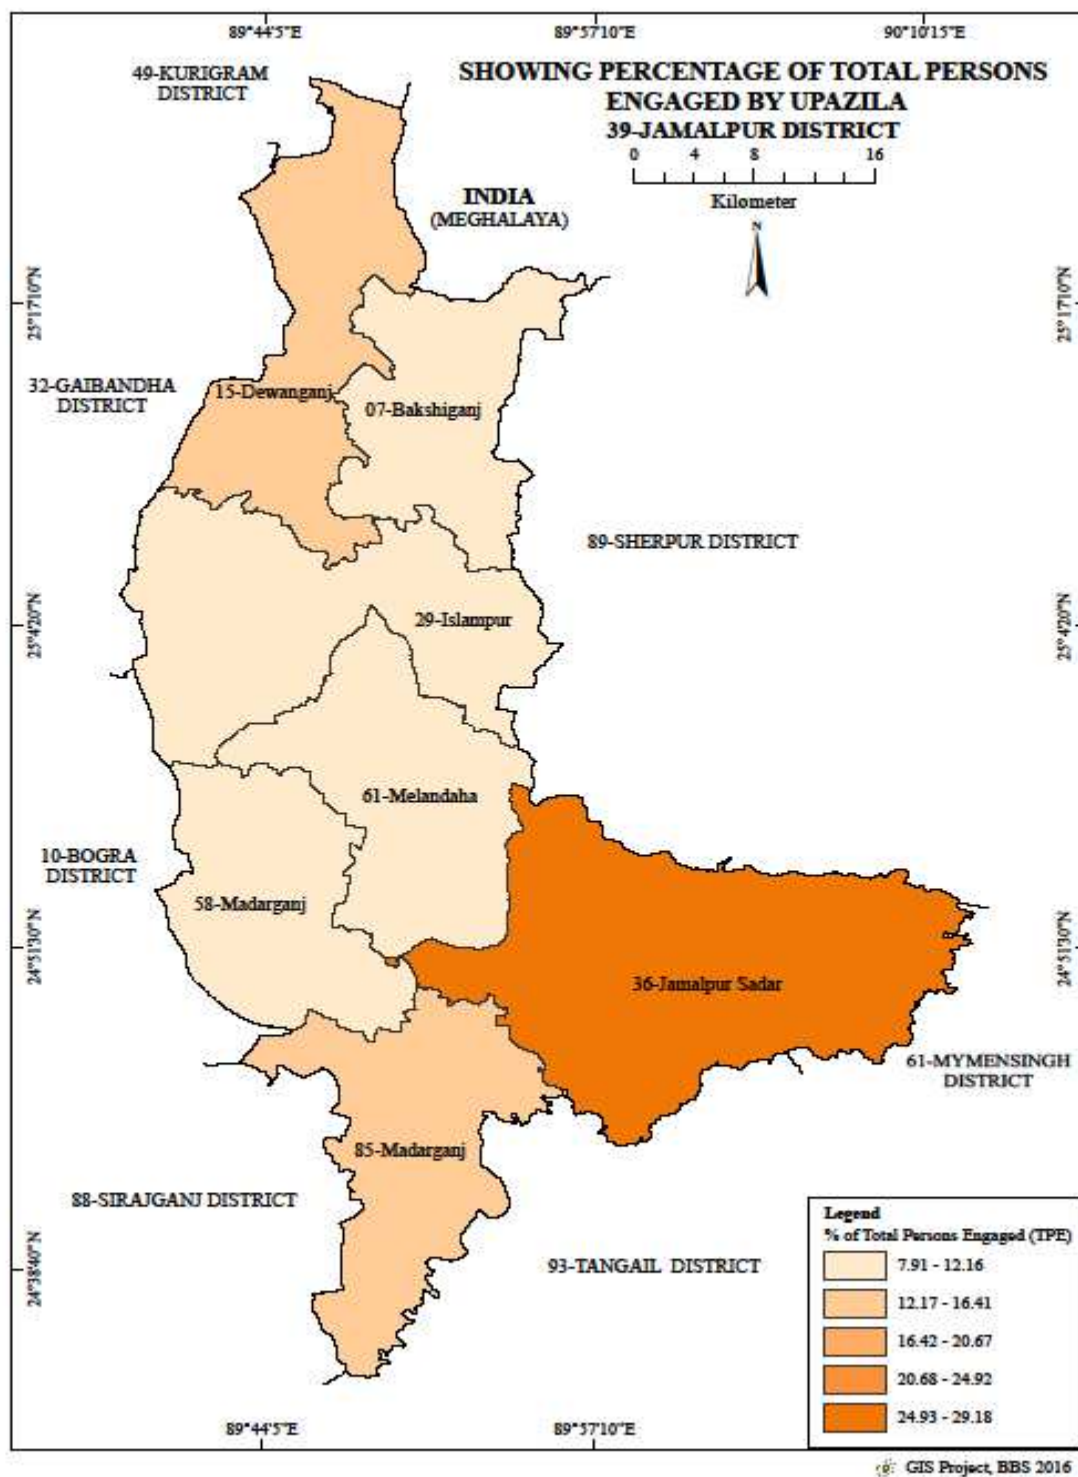 89°44'5"E
89°57'10"E
90°10'15"E
49-KURIGRAM
DISTRICT
SHOWING PERCENTAGE OF TOTAL PERSONS
ENGAGED BY UPAZILA
39-JAMALPUR DISTRICT
0 4 8 16
Kilometer
N
INDIA
(MEGHALAYA)
25°17'10"N
25°17'10"N
32-GAIBANDHA
DISTRICT
15-Dewanganj
07-Bakshiganj
89-SHERPUR DISTRICT
29-Islampur
25°4'20"N
25°4'20"N
61-Melandaha
10-BOGRA
DISTRICT
58-Madarganj
24°51'30"N
24°51'30"N
36-Jamalpur Sadar
61-MYMENSINGH
DISTRICT
85-Madarganj
88-SIRAJGANJ DISTRICT
93-TANGAIL DISTRICT
24°38'40"N
Legend
% of Total Persons Engaged (TPE)
7.91 - 12.16
12.17 - 16.41
16.42 - 20.67
20.68 - 24.92
24.93 - 29.18
89°44'5"E
89°57'10"E
GIS Project, BBS 2016